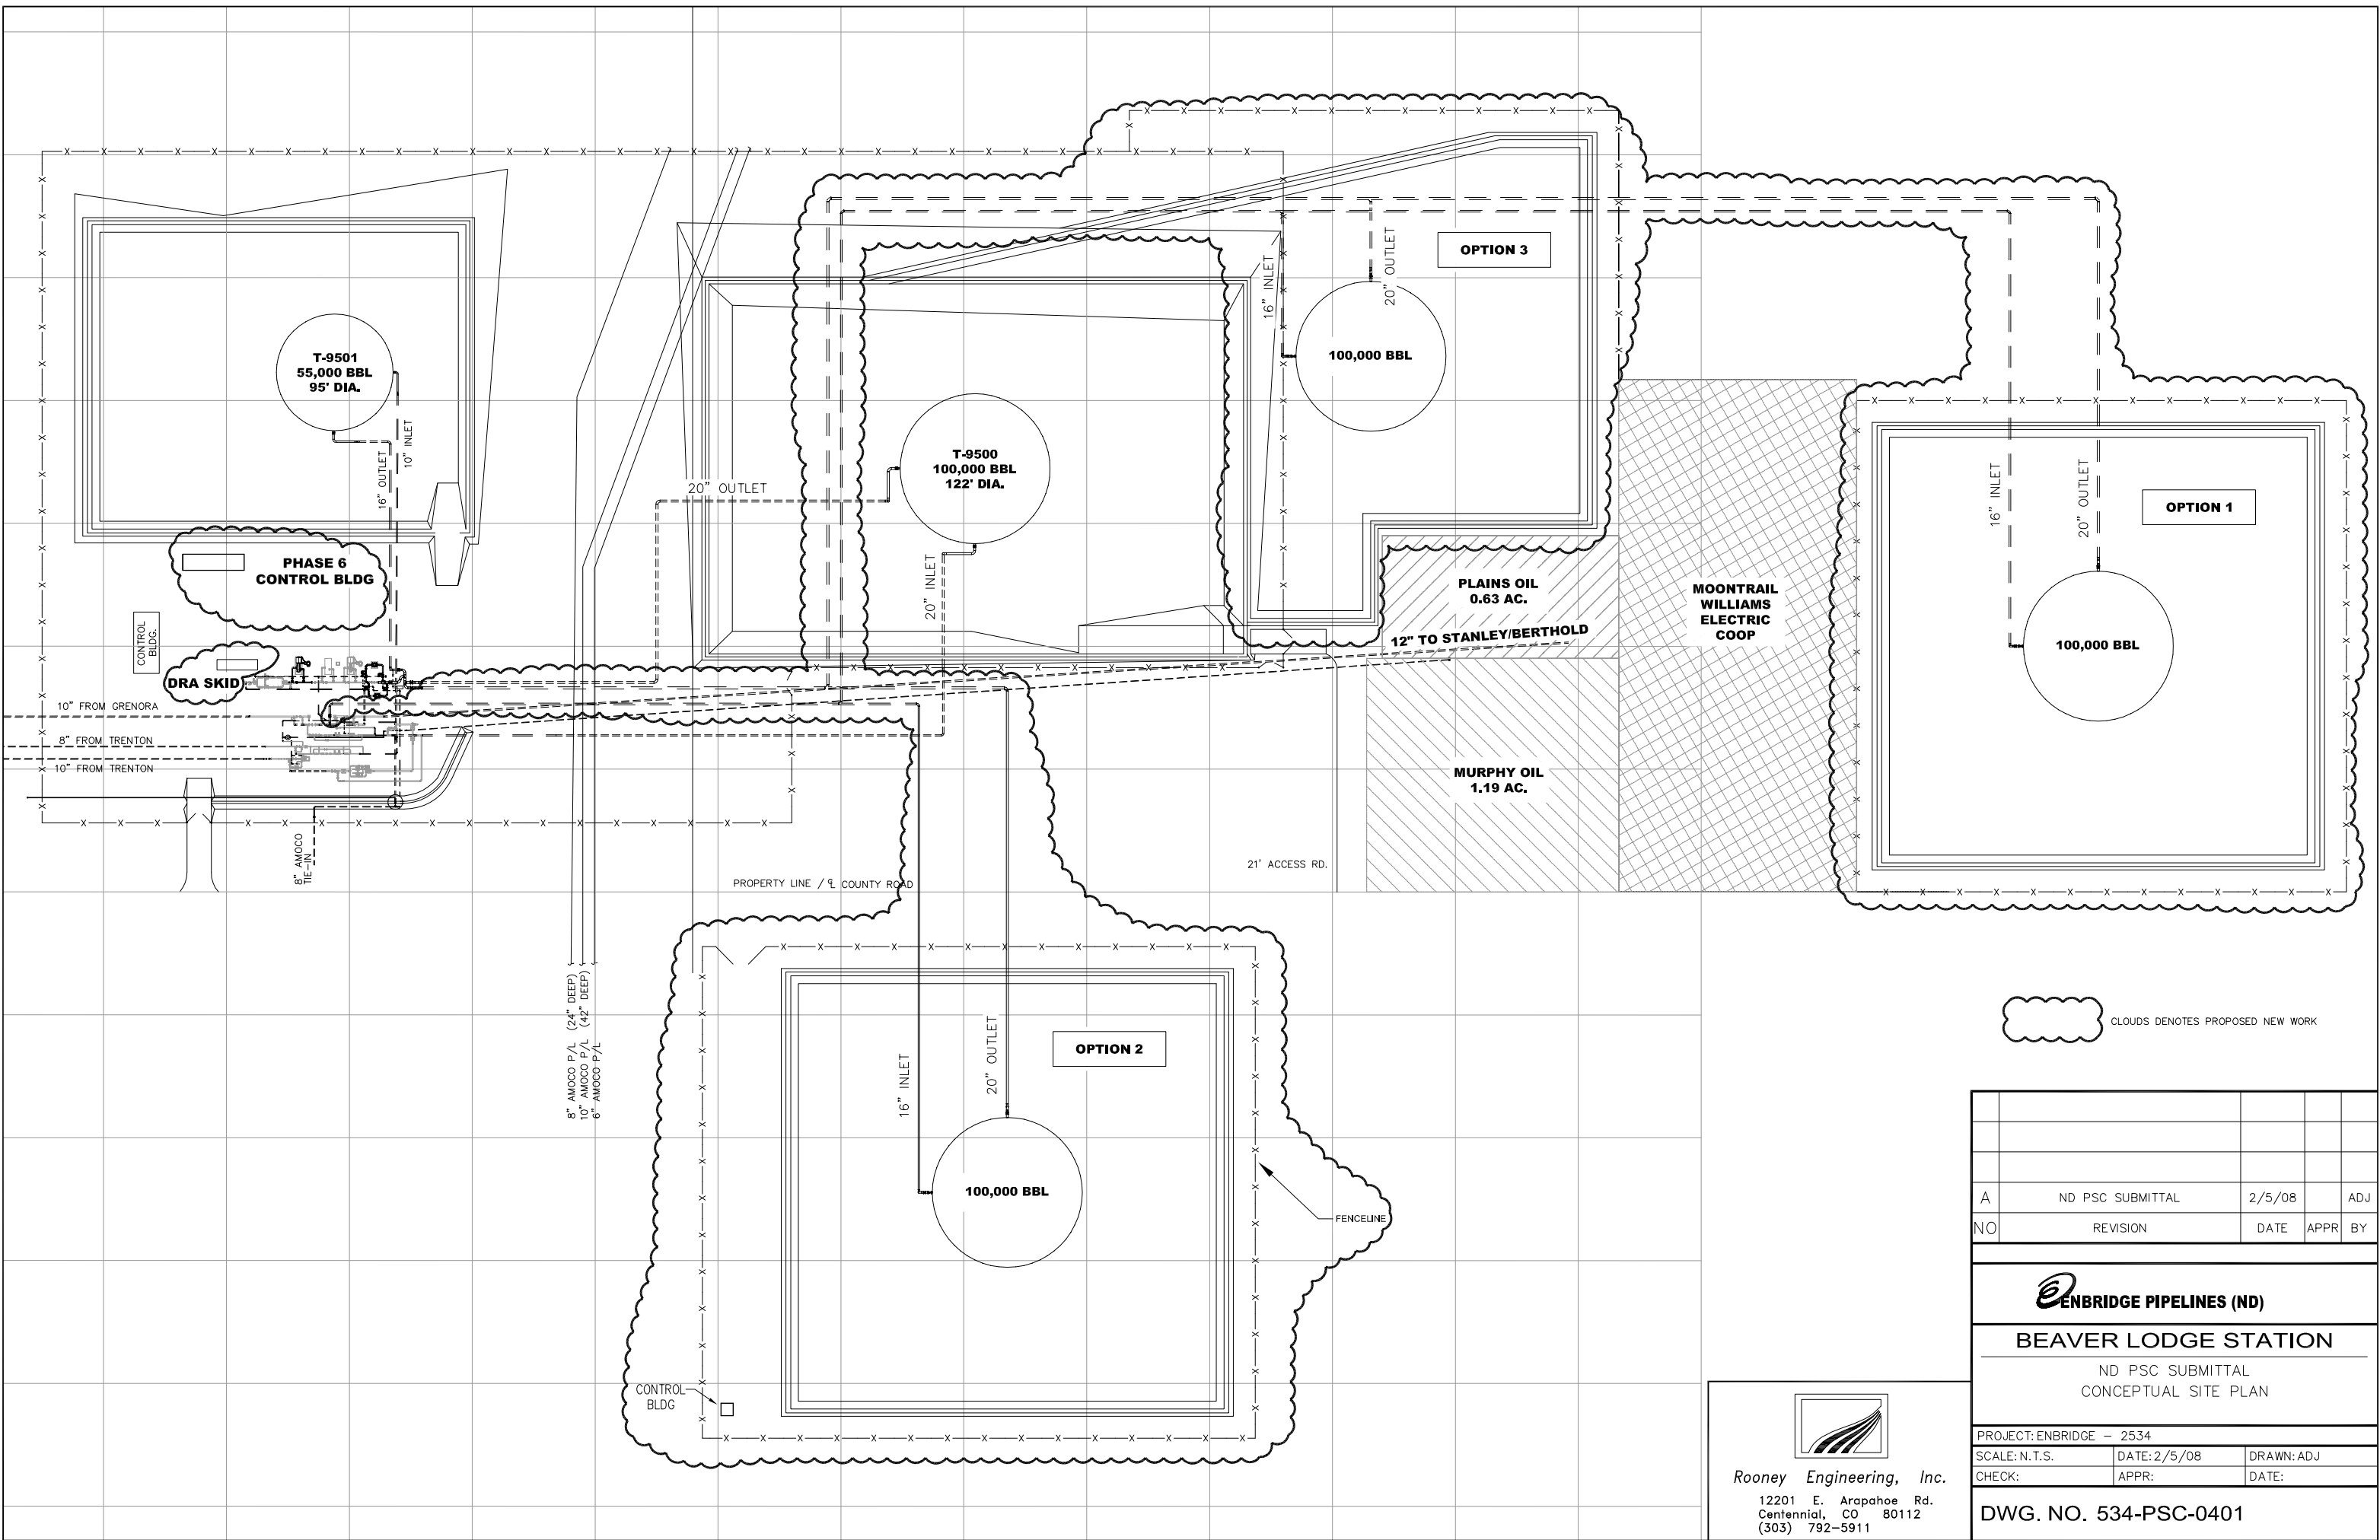 OPTION 3
16" INLET
20" OUTLET
100,000 BBL
T-9501
55,000 BBL
95' DIA.
16" OUTLET
10" INLET
T-9500
100,000 BBL
122' DIA.
20" OUTLET
20" INLET
16" INLET
20" OUTLET
OPTION 1
100,000 BBL
PHASE 6
CONTROL BLDG
CONTROL
BLDG.
DRA SKID
PLAINS OIL
0.63 AC.
MOONTRAIL
WILLIAMS
ELECTRIC
COOP
12" TO STANLEY/BERTHOLD
10" FROM GRENORA
8" FROM TRENTON
10" FROM TRENTON
MURPHY OIL
1.19 AC.
8" AMOCO
TIE-IN
21' ACCESS RD.
PROPERTY LINE / ℄ COUNTY ROAD
8" AMOCO P/L (24" DEEP)
10" AMOCO P/L (42" DEEP)
6" AMOCO P/L
16" INLET
20" OUTLET
OPTION 2
100,000 BBL
FENCELINE
CONTROL
BLDG
CLOUDS DENOTES PROPOSED NEW WORK
A ND PSC SUBMITTAL 2/5/08 ADJ
NO REVISION DATE APPR BY
ENBRIDGE PIPELINES (ND)
BEAVER LODGE STATION
ND PSC SUBMITTAL
CONCEPTUAL SITE PLAN
PROJECT: ENBRIDGE - 2534
SCALE: N.T.S. DATE: 2/5/08 DRAWN: ADJ
CHECK: APPR: DATE:
DWG. NO. 534-PSC-0401
Rooney Engineering, Inc.
12201 E. Arapahoe Rd.
Centennial, CO 80112
(303) 792-5911